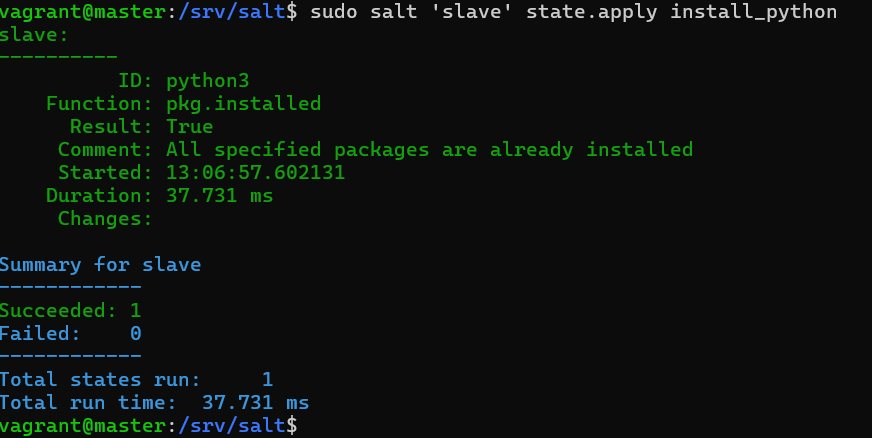 vagrant@master:/srv/salt$ sudo salt 'slave' state.apply install_python
slave:
----------
          ID: python3
    Function: pkg.installed
      Result: True
     Comment: All specified packages are already installed
     Started: 13:06:57.602131
    Duration: 37.731 ms
     Changes:

Summary for slave
------------
Succeeded: 1
Failed:    0
------------
Total states run:     1
Total run time:  37.731 ms
vagrant@master:/srv/salt$